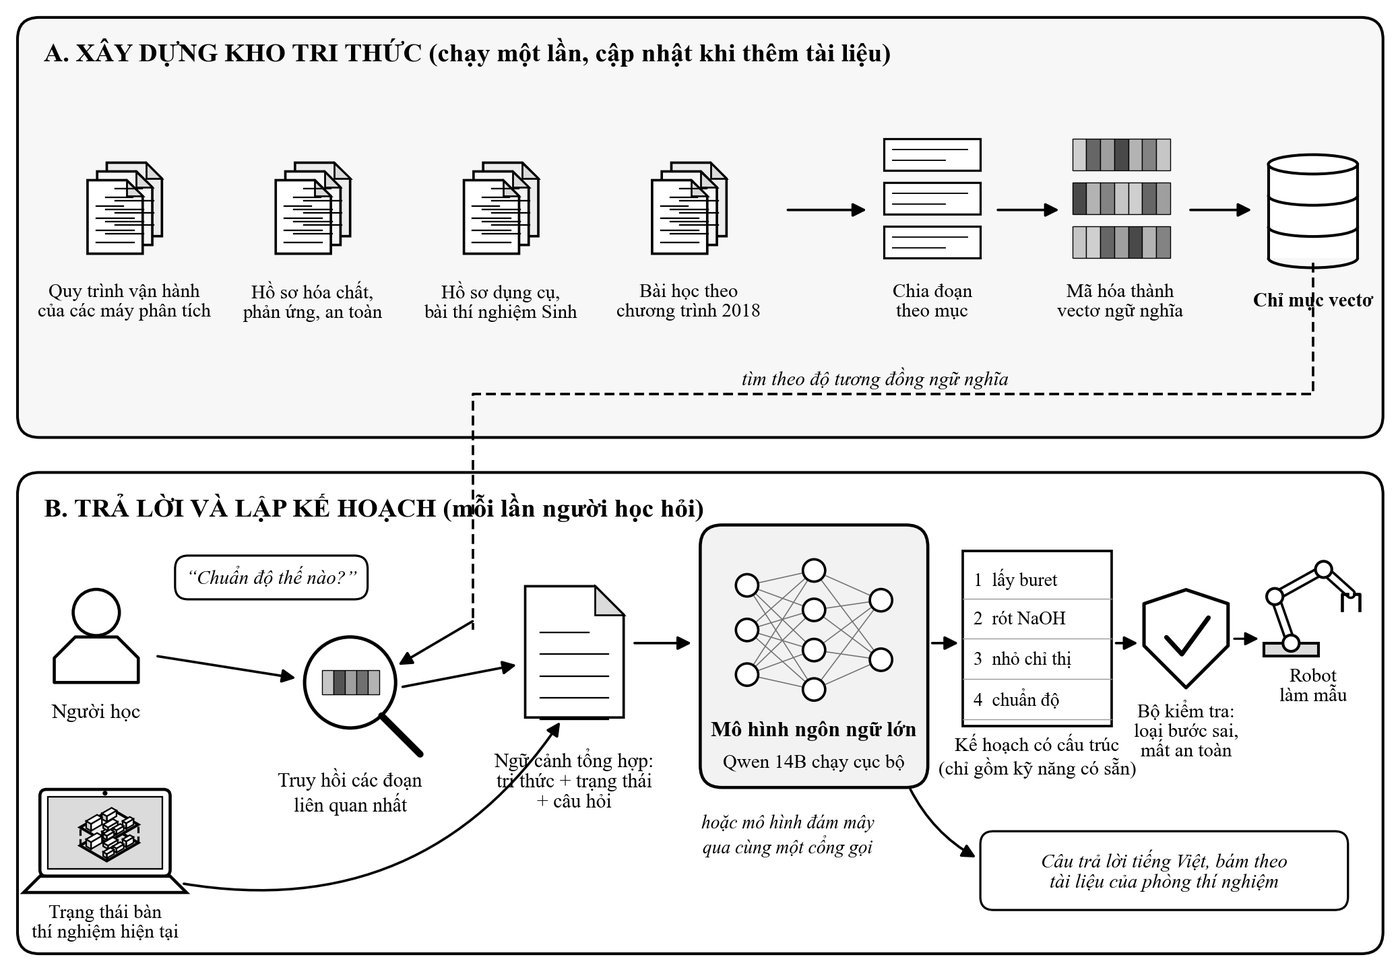 A. XÂY DỰNG KHO TRI THỨC (chạy một lần, cập nhật khi thêm tài liệu)
Quy trình vận hành
của các máy phân tích
Hồ sơ hóa chất,
phản ứng, an toàn
Hồ sơ dụng cụ,
bài thí nghiệm Sinh
Bài học theo
chương trình 2018
Chia đoạn
theo mục
Mã hóa thành
vectơ ngữ nghĩa
Chỉ mục vectơ
tìm theo độ tương đồng ngữ nghĩa
B. TRẢ LỜI VÀ LẬP KẾ HOẠCH (mỗi lần người học hỏi)
“Chuẩn độ thế nào?”
Người học
Truy hồi các đoạn
liên quan nhất
Trạng thái bàn
thí nghiệm hiện tại
Ngữ cảnh tổng hợp:
tri thức + trạng thái
+ câu hỏi
Mô hình ngôn ngữ lớn
Qwen 14B chạy cục bộ
hoặc mô hình đám mây
qua cùng một cổng gọi
1 lấy buret
2 rót NaOH
3 nhỏ chỉ thị
4 chuẩn độ
Kế hoạch có cấu trúc
(chỉ gồm kỹ năng có sẵn)
Bộ kiểm tra:
loại bước sai,
mất an toàn
Robot
làm mẫu
Câu trả lời tiếng Việt, bám theo
tài liệu của phòng thí nghiệm